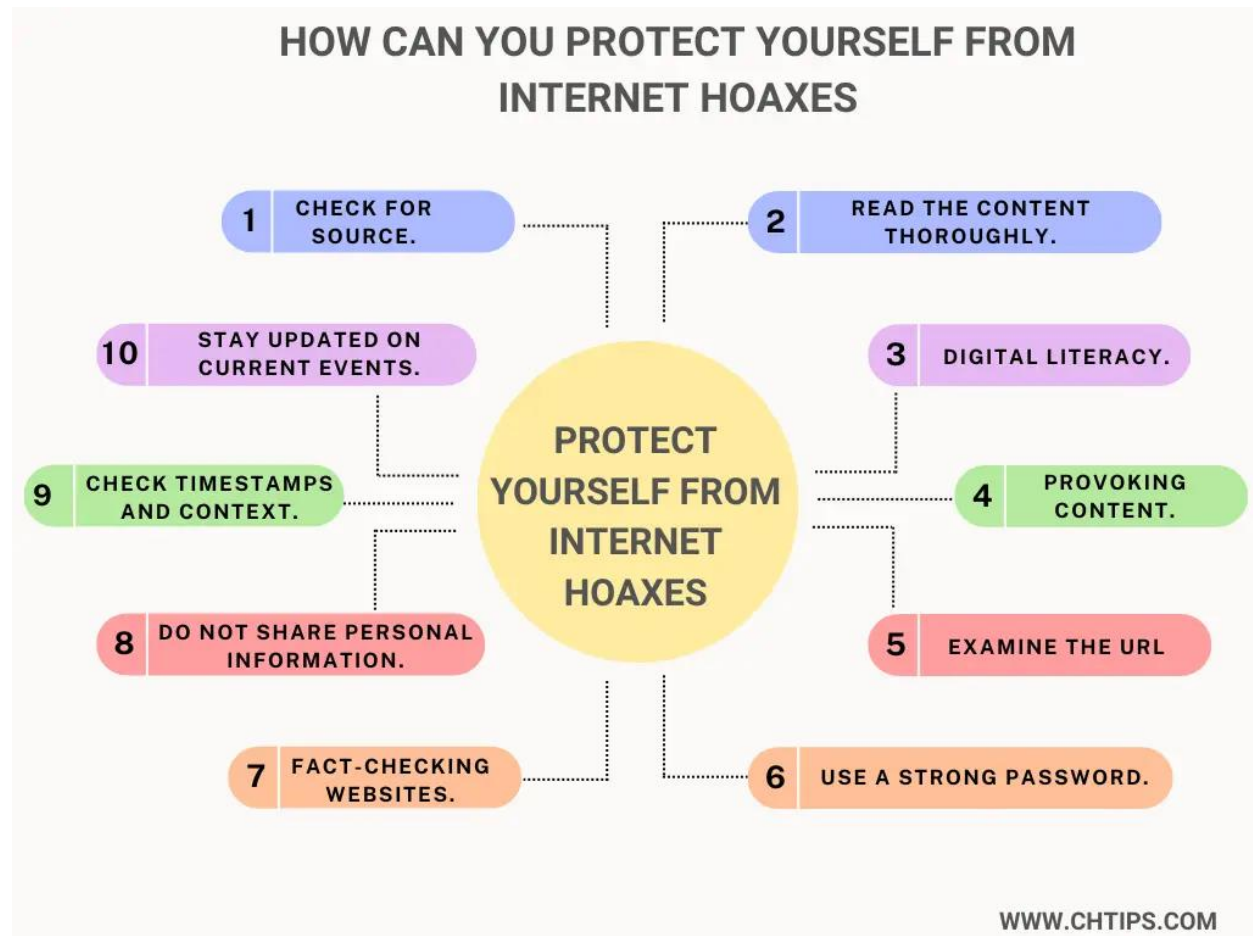 HOW CAN YOU PROTECT YOURSELF FROM
INTERNET HOAXES
1
CHECK FOR
SOURCE.
2
READ THE CONTENT
THOROUGHLY.
10
STAY UPDATED ON
CURRENT EVENTS.
3
DIGITAL LITERACY.
PROTECT
YOURSELF FROM
INTERNET
HOAXES
9
CHECK TIMESTAMPS
AND CONTEXT.
4
PROVOKING
CONTENT.
8
DO NOT SHARE PERSONAL
INFORMATION.
5
EXAMINE THE URL
7
FACT-CHECKING
WEBSITES.
6
USE A STRONG PASSWORD.
WWW.CHTIPS.COM